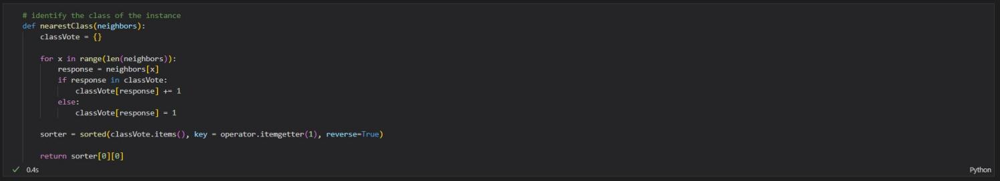 # identify the class of the instance
def nearestClass(neighbors):
    classVote = {}
    for x in range(len(neighbors)):
        response = neighbors[x]
        if response in classVote:
            classVote[response] += 1
        else:
            classVote[response] = 1
    sorter = sorted(classVote.items(), key = operator.itemgetter(1), reverse=True)
    return sorter[0][0]
✓ 0.4s
Python